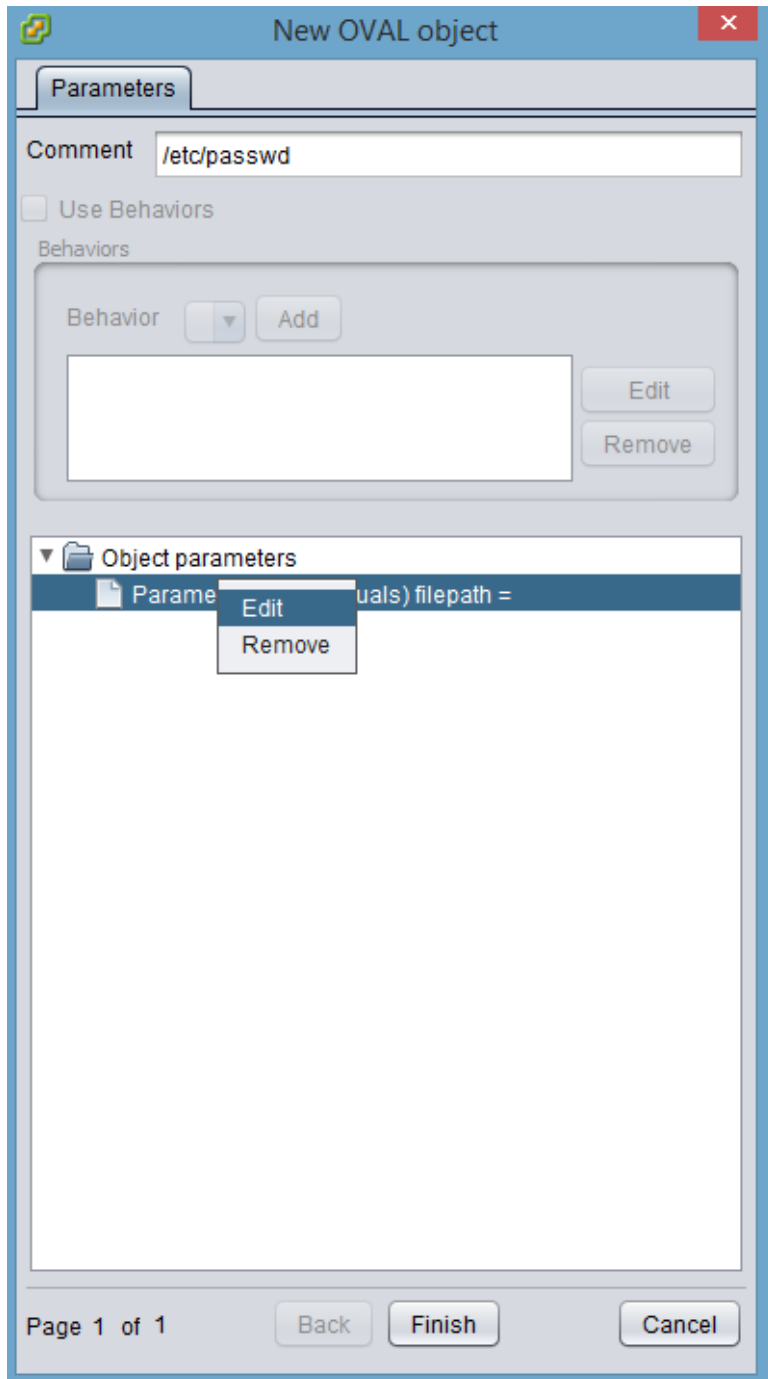 New OVAL object
Parameters
Comment /etc/passwd
Use Behaviors
Behaviors
Behavior Add
Edit
Remove
Object parameters
Parame uals) filepath =
Edit
Remove
Page 1 of 1 Back Finish Cancel